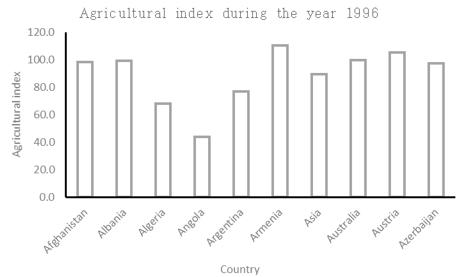 Agricultural index during the year 1996
Agricultural index
120.0
100.0
80.0
60.0
40.0
20.0
0.0
Afghanistan
Albania
Algeria
Angola
Argentina
Armenia
Asia
Australia
Austria
Azerbaijan
Country